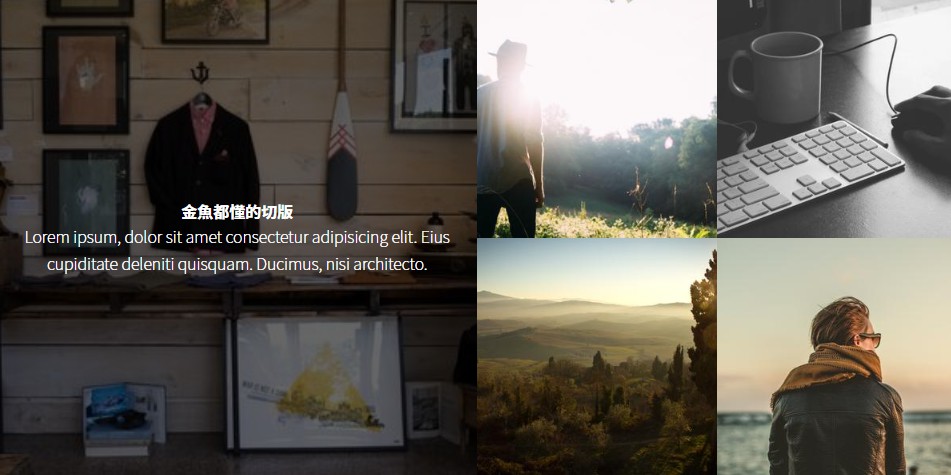 金魚都懂的切版
Lorem ipsum, dolor sit amet consectetur adipisicing elit. Eius
cupiditate deleniti quisquam. Ducimus, nisi architecto.